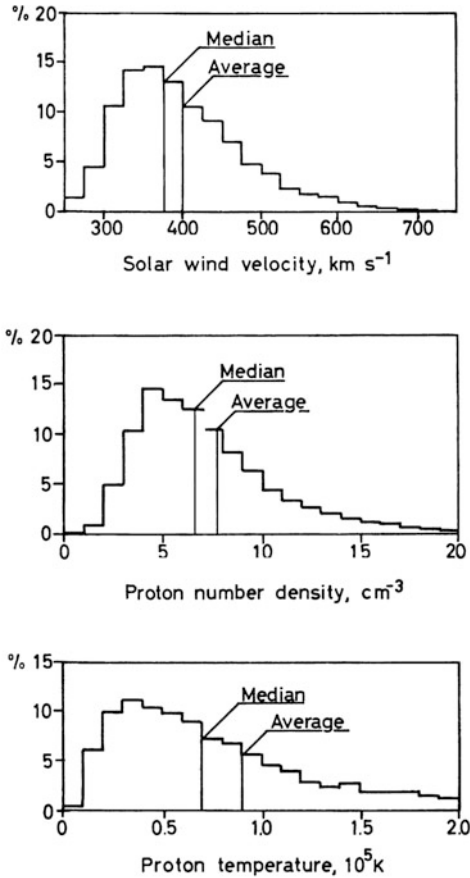 % 20
Median
15
Average
10
5
0
300 400 500 600 700
Solar wind velocity, km s⁻¹
% 20
Median
15
Average
10
5
0
0 5 10 15 20
Proton number density, cm⁻³
% 15
Median
10
Average
5
0
0 0.5 1.0 1.5 2.0
Proton temperature, 10⁵K